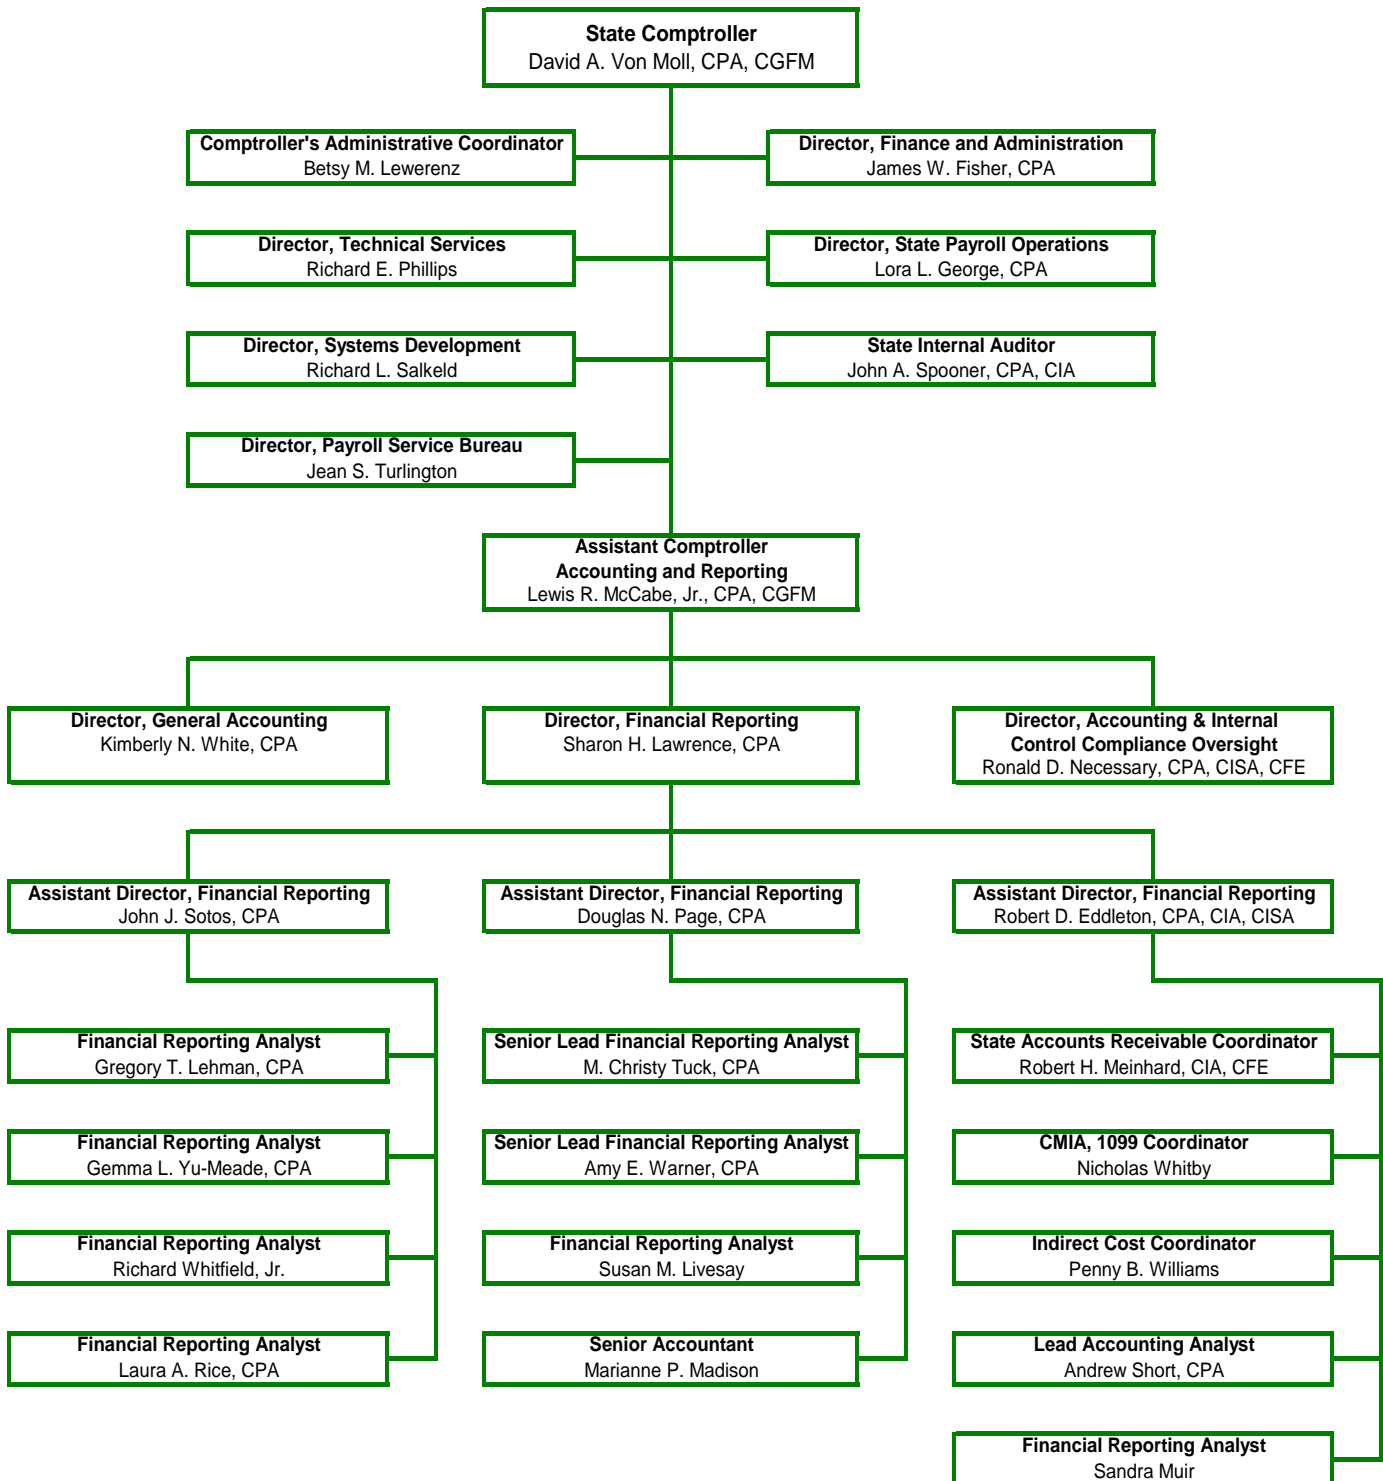 State Comptroller
David A. Von Moll, CPA, CGFM
Comptroller's Administrative Coordinator
Betsy M. Lewerenz
Director, Finance and Administration
James W. Fisher, CPA
Director, Technical Services
Richard E. Phillips
Director, State Payroll Operations
Lora L. George, CPA
Director, Systems Development
Richard L. Salkeld
State Internal Auditor
John A. Spooner, CPA, CIA
Director, Payroll Service Bureau
Jean S. Turlington
Assistant Comptroller
Accounting and Reporting
Lewis R. McCabe, Jr., CPA, CGFM
Director, General Accounting
Kimberly N. White, CPA
Director, Financial Reporting
Sharon H. Lawrence, CPA
Director, Accounting & Internal
Control Compliance Oversight
Ronald D. Necessary, CPA, CISA, CFE
Assistant Director, Financial Reporting
John J. Sotos, CPA
Assistant Director, Financial Reporting
Douglas N. Page, CPA
Assistant Director, Financial Reporting
Robert D. Eddleton, CPA, CIA, CISA
Financial Reporting Analyst
Gregory T. Lehman, CPA
Senior Lead Financial Reporting Analyst
M. Christy Tuck, CPA
State Accounts Receivable Coordinator
Robert H. Meinhard, CIA, CFE
Financial Reporting Analyst
Gemma L. Yu-Meade, CPA
Senior Lead Financial Reporting Analyst
Amy E. Warner, CPA
CMIA, 1099 Coordinator
Nicholas Whitby
Financial Reporting Analyst
Richard Whitfield, Jr.
Financial Reporting Analyst
Susan M. Livesay
Indirect Cost Coordinator
Penny B. Williams
Financial Reporting Analyst
Laura A. Rice, CPA
Senior Accountant
Marianne P. Madison
Lead Accounting Analyst
Andrew Short, CPA
Financial Reporting Analyst
Sandra Muir